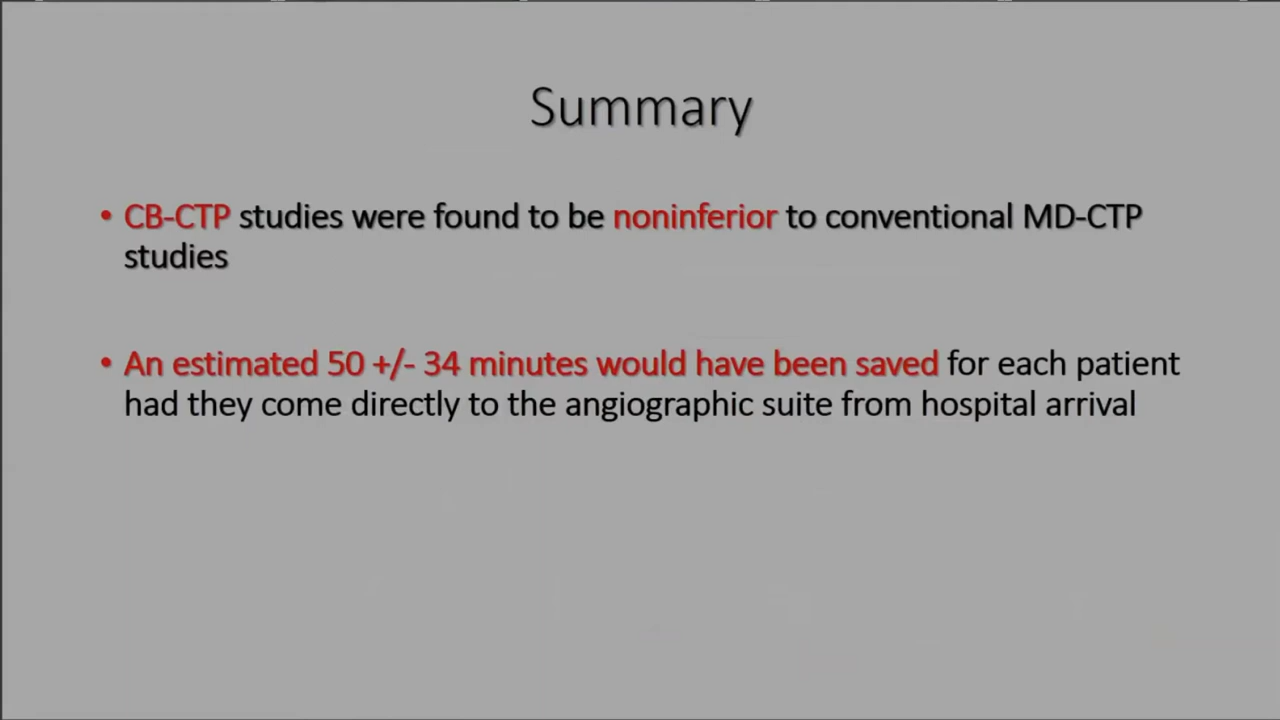 Summary
• CB-CTP studies were found to be noninferior to conventional MD-CTP
studies
• An estimated 50 +/- 34 minutes would have been saved for each patient
had they come directly to the angiographic suite from hospital arrival